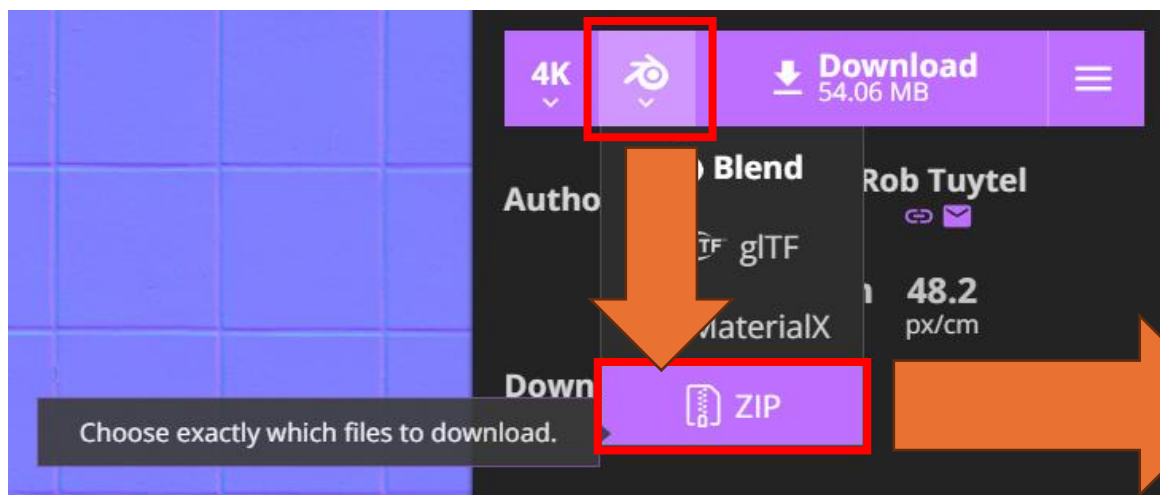 4K
Download
54.06 MB
Blend
Autho
Rob Tuytel
glTF
48.2
px/cm
MaterialX
Down
ZIP
Choose exactly which files to download.